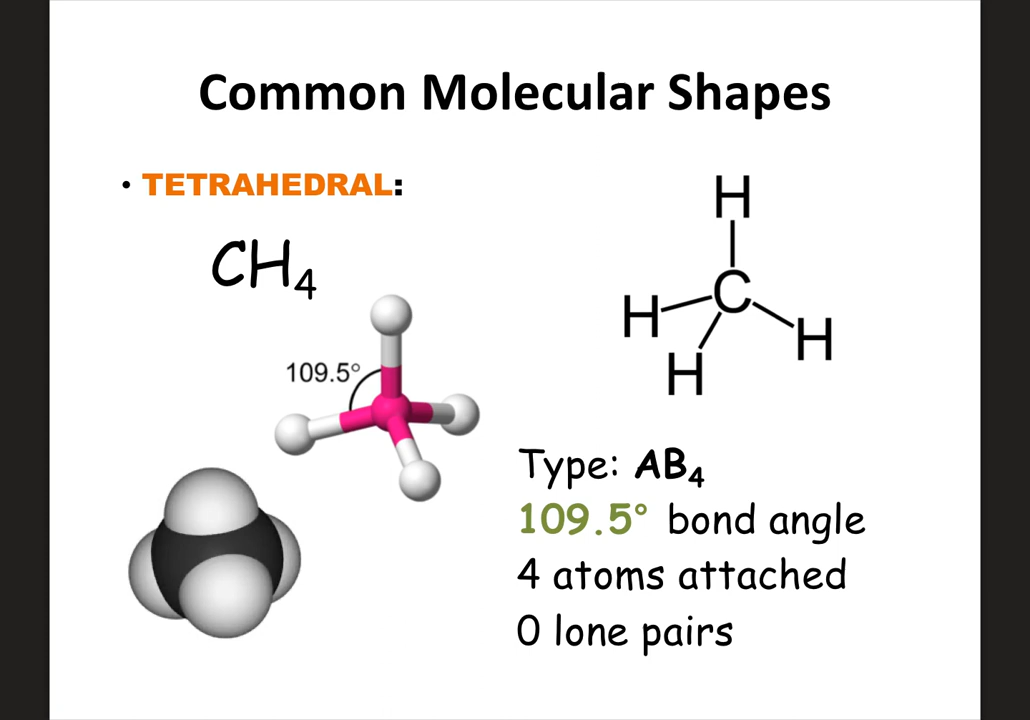 Common Molecular Shapes
• TETRAHEDRAL:
CH₄
109.5°
H
C
H
H
H
Type: AB₄
109.5° bond angle
4 atoms attached
0 lone pairs